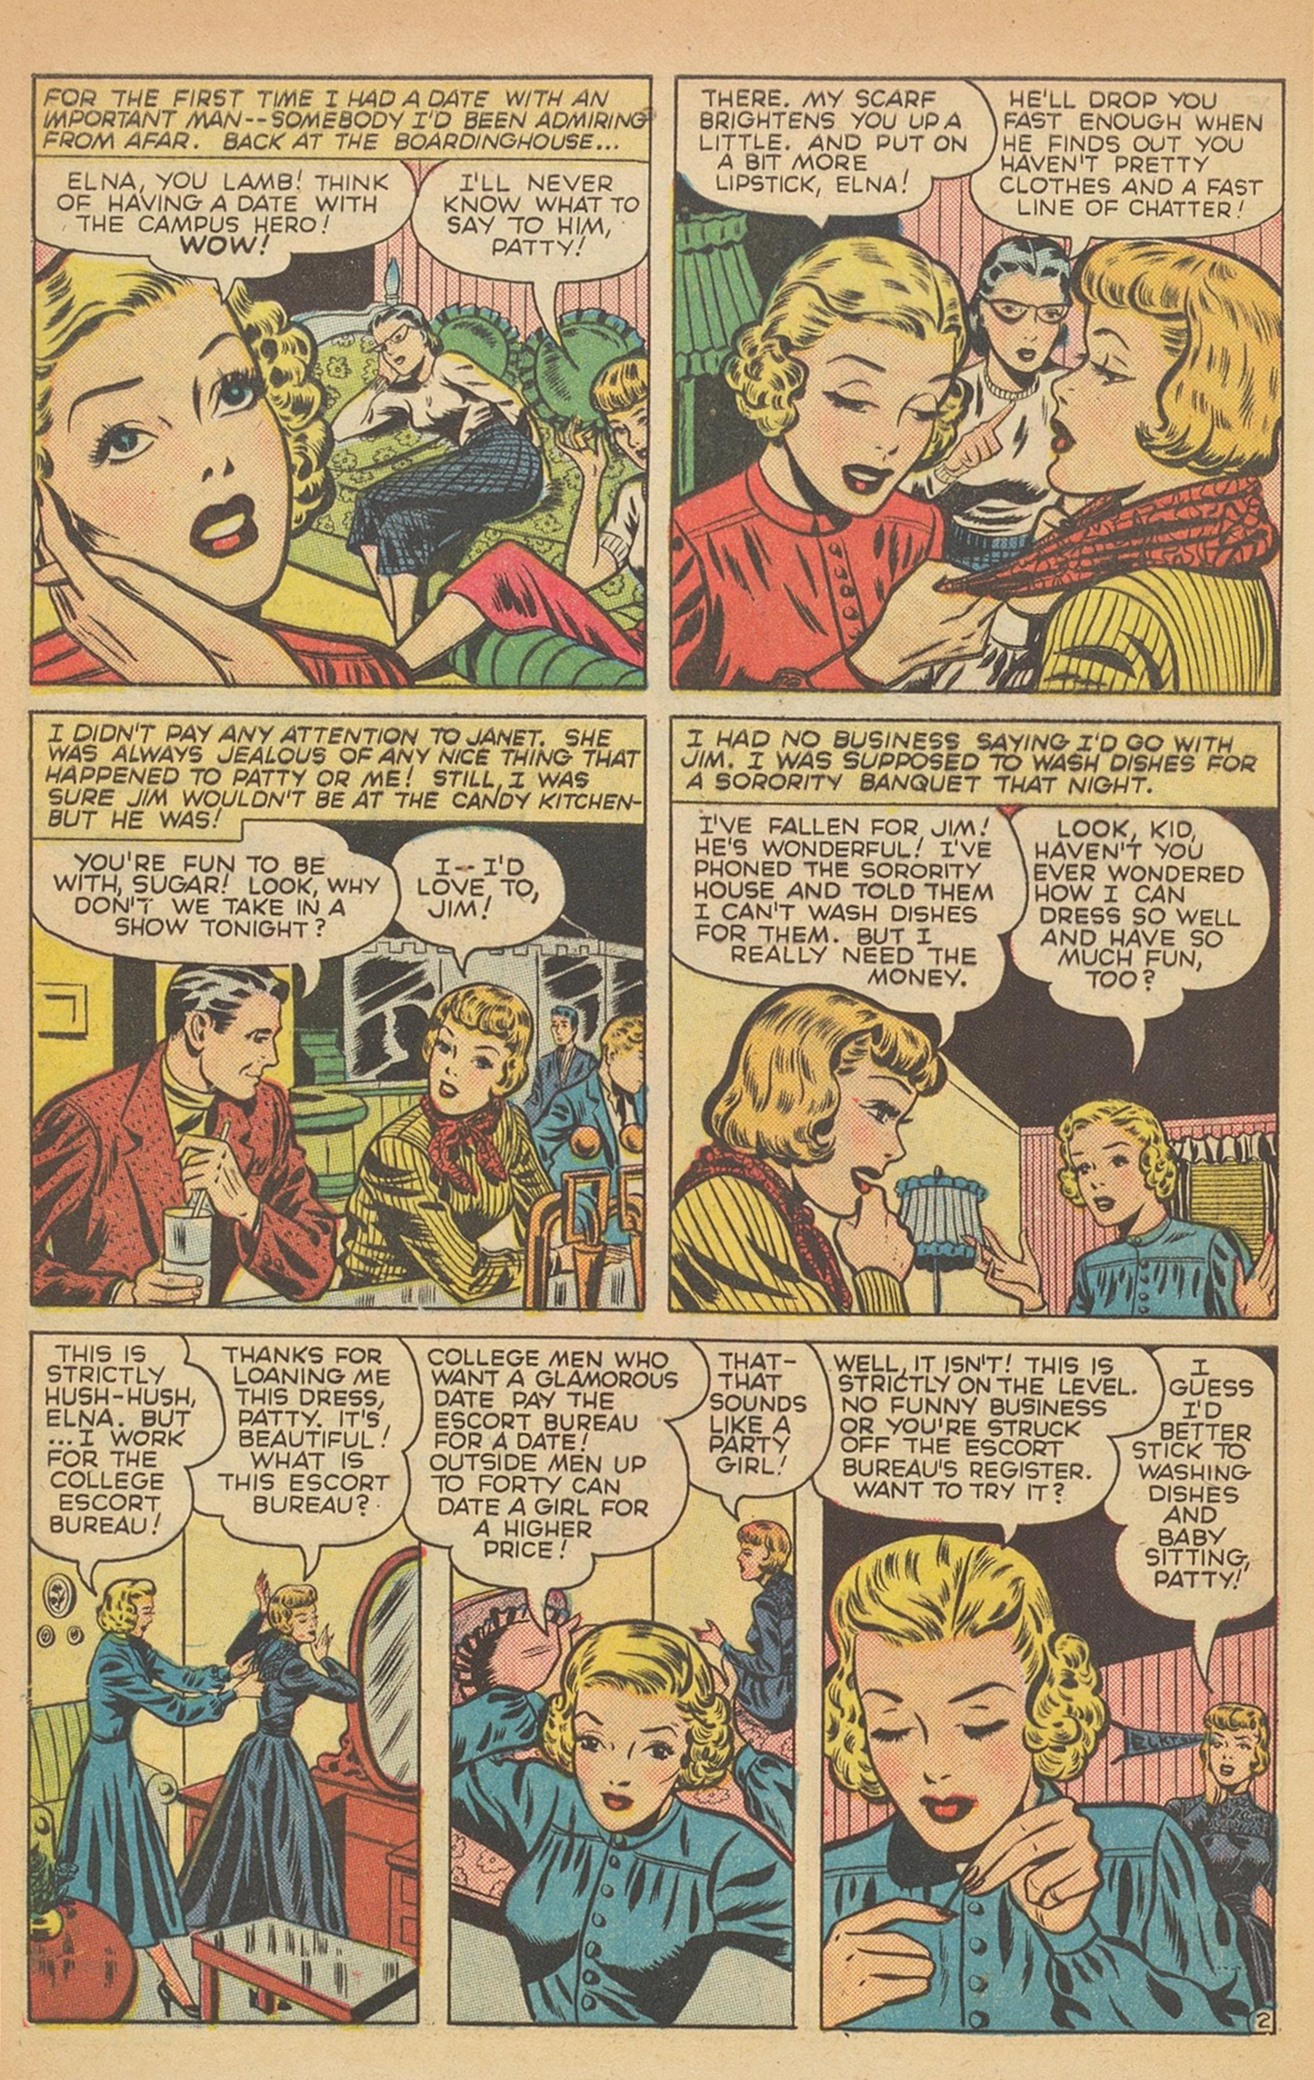 FOR THE FIRST TIME I HAD A DATE WITH AN
IMPORTANT MAN--SOMEBODY I'D BEEN ADMIRING
FROM AFAR. BACK AT THE BOARDINGHOUSE...
ELNA, YOU LAMB! THINK
OF HAVING A DATE WITH
THE CAMPUS HERO!
WOW!
I'LL NEVER
KNOW WHAT TO
SAY TO HIM,
PATTY!
THERE. MY SCARF
BRIGHTENS YOU UP A
LITTLE. AND PUT ON
A BIT MORE
LIPSTICK, ELNA!
HE'LL DROP YOU
FAST ENOUGH WHEN
HE FINDS OUT YOU
HAVEN'T PRETTY
CLOTHES AND A FAST
LINE OF CHATTER!
I DIDN'T PAY ANY ATTENTION TO JANET. SHE
WAS ALWAYS JEALOUS OF ANY NICE THING THAT
HAPPENED TO PATTY OR ME! STILL, I WAS
SURE JIM WOULDN'T BE AT THE CANDY KITCHEN-
BUT HE WAS!
YOU'RE FUN TO BE
WITH, SUGAR! LOOK, WHY
DON'T WE TAKE IN A
SHOW TONIGHT?
I-- I'D
LOVE, TO,
JIM!
I HAD NO BUSINESS SAYING I'D GO WITH
JIM. I WAS SUPPOSED TO WASH DISHES FOR
A SORORITY BANQUET THAT NIGHT.
I'VE FALLEN FOR JIM!
HE'S WONDERFUL! I'VE
PHONED THE SORORITY
HOUSE AND TOLD THEM
I CAN'T WASH DISHES
FOR THEM. BUT I
REALLY NEED THE
MONEY.
LOOK, KID,
HAVEN'T YOU
EVER WONDERED
HOW I CAN
DRESS SO WELL
AND HAVE SO
MUCH FUN,
TOO?
THIS IS
STRICTLY
HUSH-HUSH,
ELNA. BUT
...I WORK
FOR THE
COLLEGE
ESCORT
BUREAU!
THANKS FOR
LOANING ME
THIS DRESS,
PATTY. IT'S
BEAUTIFUL!
WHAT IS
THIS ESCORT
BUREAU?
COLLEGE MEN WHO
WANT A GLAMOROUS
DATE PAY THE
ESCORT BUREAU
FOR A DATE!
OUTSIDE MEN UP
TO FORTY CAN
DATE A GIRL FOR
A HIGHER
PRICE!
THAT-
THAT
SOUNDS
LIKE A
PARTY
GIRL!
WELL, IT ISN'T! THIS IS
STRICTLY ON THE LEVEL.
NO FUNNY BUSINESS
OR YOU'RE STRUCK
OFF THE ESCORT
BUREAU'S REGISTER.
WANT TO TRY IT?
I
GUESS
I'D
BETTER
STICK TO
WASHING
DISHES
AND
BABY
SITTING,
PATTY!
2